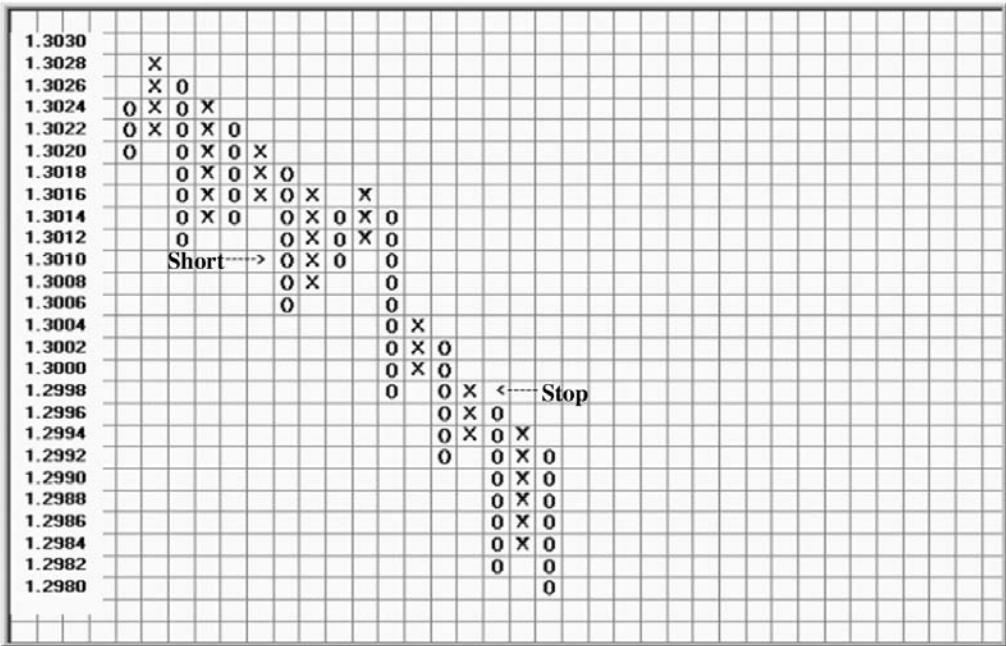 1.3030
1.3028 X
1.3026 X O
1.3024 O X O X
1.3022 O X O X O
1.3020 O O X O X
1.3018 O X O X O
1.3016 O X O X O X X
1.3014 O X O O X O X O
1.3012 O O X O X O
1.3010 Short ----> O X O O
1.3008 O X O
1.3006 O O
1.3004 O X
1.3002 O X O
1.3000 O X O
1.2998 O O X <---- Stop
1.2996 O X O
1.2994 O X O X
1.2992 O O X O
1.2990 O X O
1.2988 O X O
1.2986 O X O
1.2984 O X O
1.2982 O O
1.2980 O